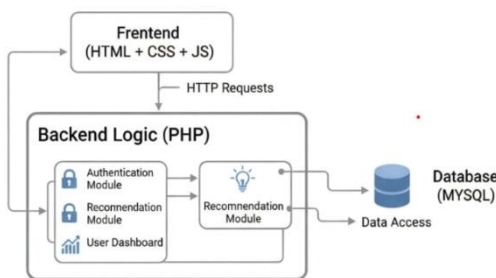 Frentend
(HTML + CSS + JS)
HTTP Requests
Backend Logic (PHP)
Authentication
Module
Reconnendation
Module
User Dashboard
Recomnendation
Module
Database
(MYSQL)
Data Access